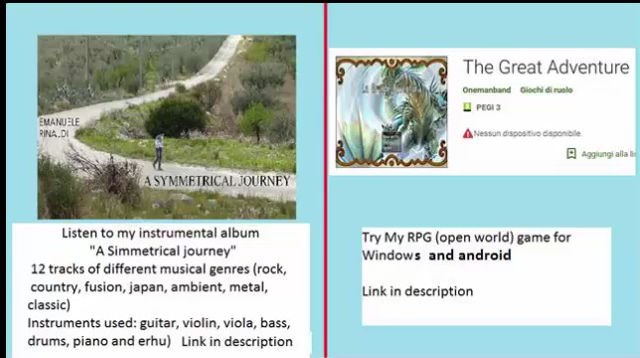 EMANUELE
RINALDI
A SYMMETRICAL JOURNEY
Listen to my instrumental album
"A Simmetrical journey"
12 tracks of different musical genres (rock,
country, fusion, japan, ambient, metal,
classic)
Instruments used: guitar, violin, viola, bass,
drums, piano and erhu) Link in description
The Great Adventure
Onemanband Giochi di ruolo
PEGI 3
Nessun dispositivo disponibile.
Aggiungi alla
Try My RPG (open world) game for
Windows and android
Link in description